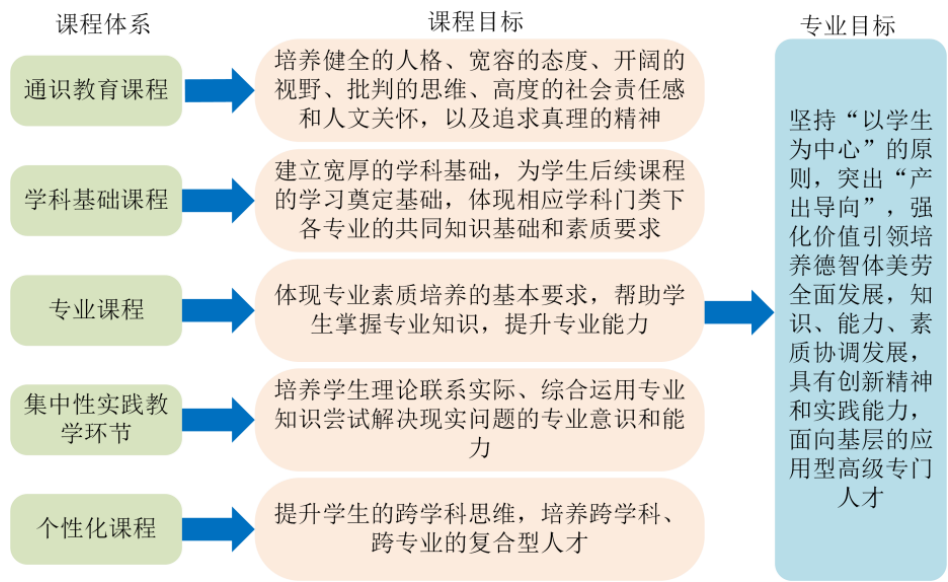 课程体系
课程目标
专业目标
通识教育课程
培养健全的人格、宽容的态度、开阔的
视野、批判的思维、高度的社会责任感
和人文关怀，以及追求真理的精神
学科基础课程
建立宽厚的学科基础，为学生后续课程
的学习奠定基础，体现相应学科门类下
各专业的共同知识基础和素质要求
专业课程
体现专业素质培养的基本要求，帮助学
生掌握专业知识，提升专业能力
集中性实践教
学环节
培养学生理论联系实际、综合运用专业
知识尝试解决现实问题的专业意识和能
力
个性化课程
提升学生的跨学科思维，培养跨学科、
跨专业的复合型人才
坚持“以学生
为中心”的原
则，突出“产
出导向”，强
化价值引领培
养德智体美劳
全面发展，知
识、能力、素
质协调发展，
具有创新精神
和实践能力，
面向基层的应
用型高级专门
人才